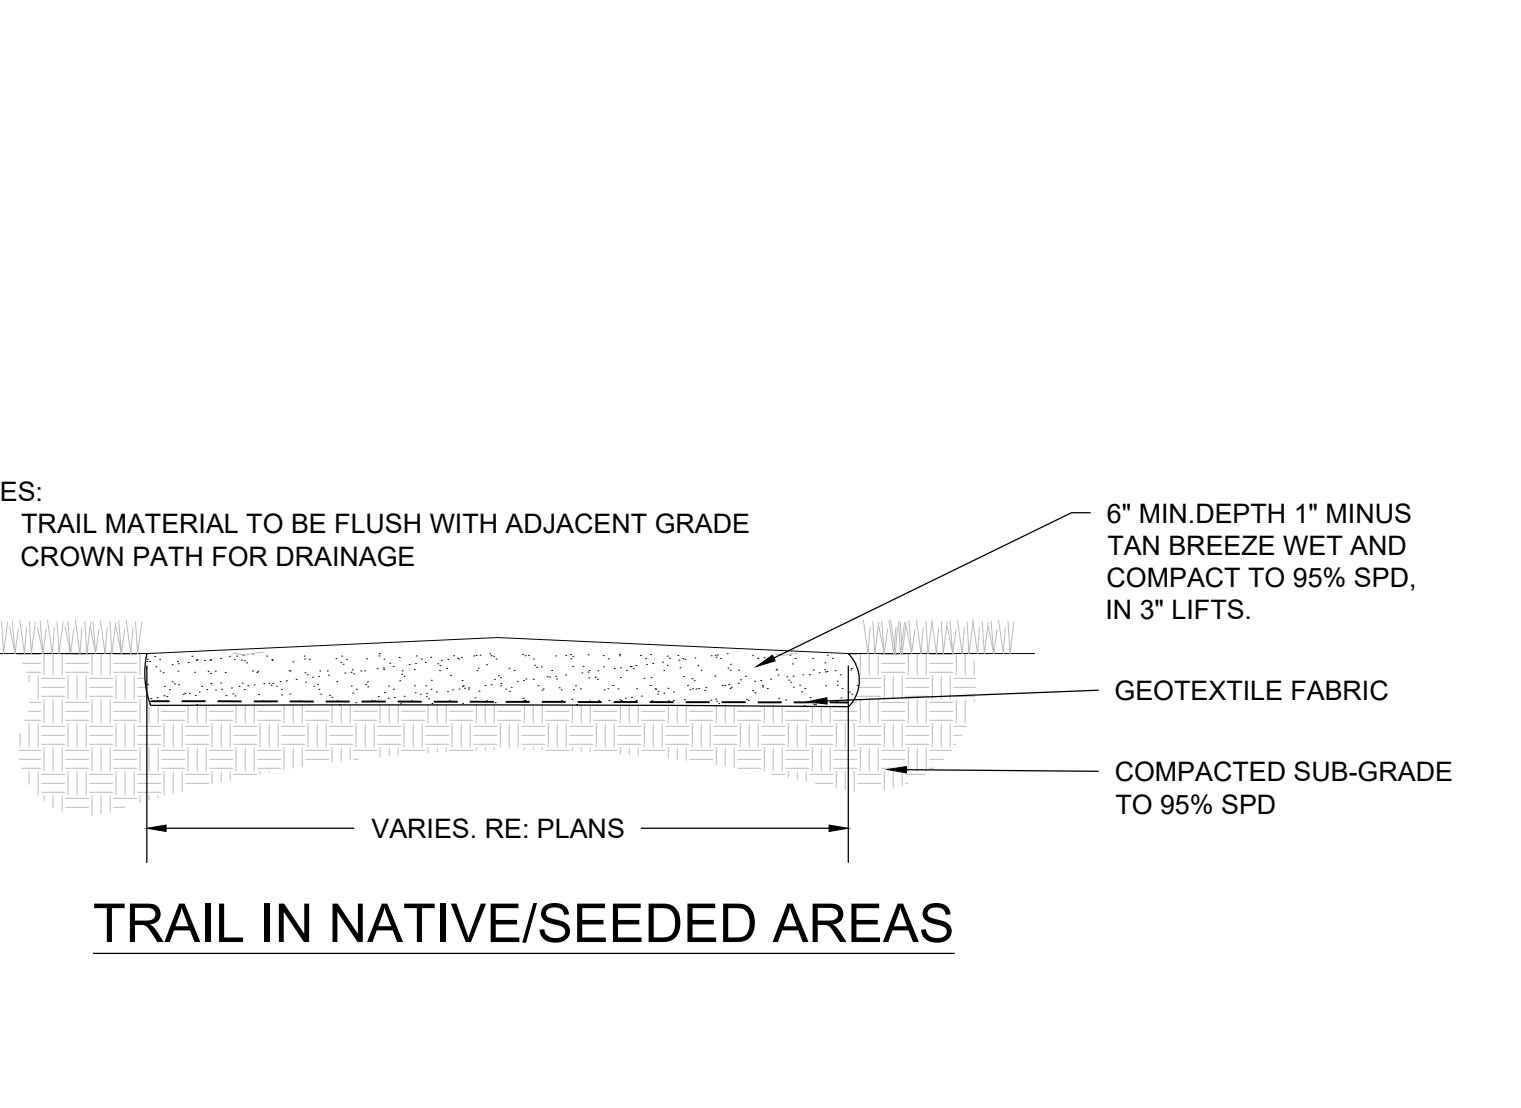 ES:
TRAIL MATERIAL TO BE FLUSH WITH ADJACENT GRADE
CROWN PATH FOR DRAINAGE
6" MIN.DEPTH 1" MINUS
TAN BREEZE WET AND
COMPACT TO 95% SPD,
IN 3" LIFTS.
GEOTEXTILE FABRIC
COMPACTED SUB-GRADE
TO 95% SPD
VARIES. RE: PLANS
TRAIL IN NATIVE/SEEDED AREAS